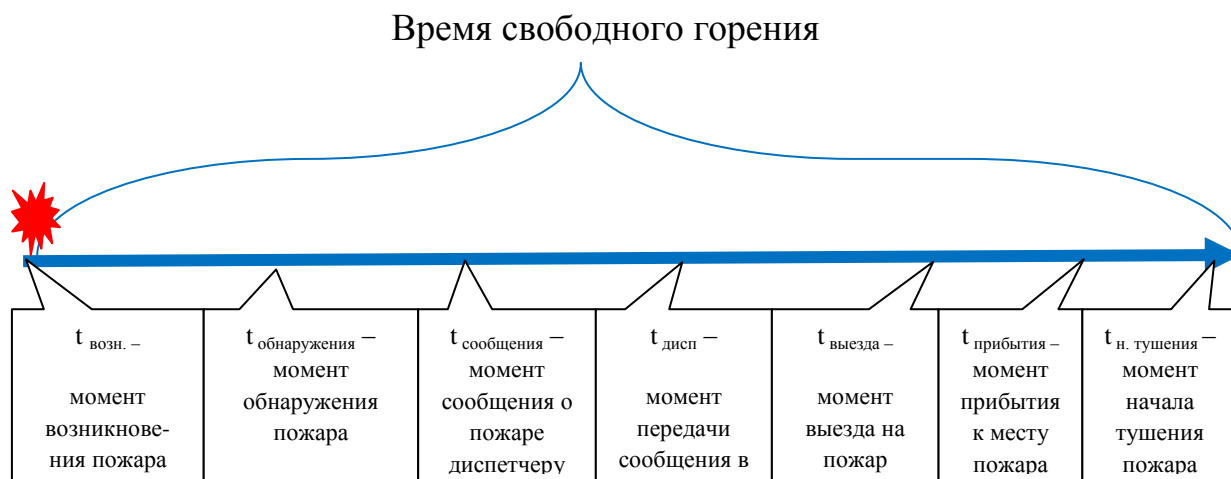 Время свободного горения
t возн. –
момент
возникнове-
ния пожара
t обнаружения –
момент
обнаружения
пожара
t сообщения –
момент
сообщения о
пожаре
диспетчеру
t дисп –
момент
передачи
сообщения в
t выезда –
момент
выезда на
пожар
t прибытия –
момент
прибытия
к месту
пожара
t н. тушения –
момент
начала
тушения
пожара